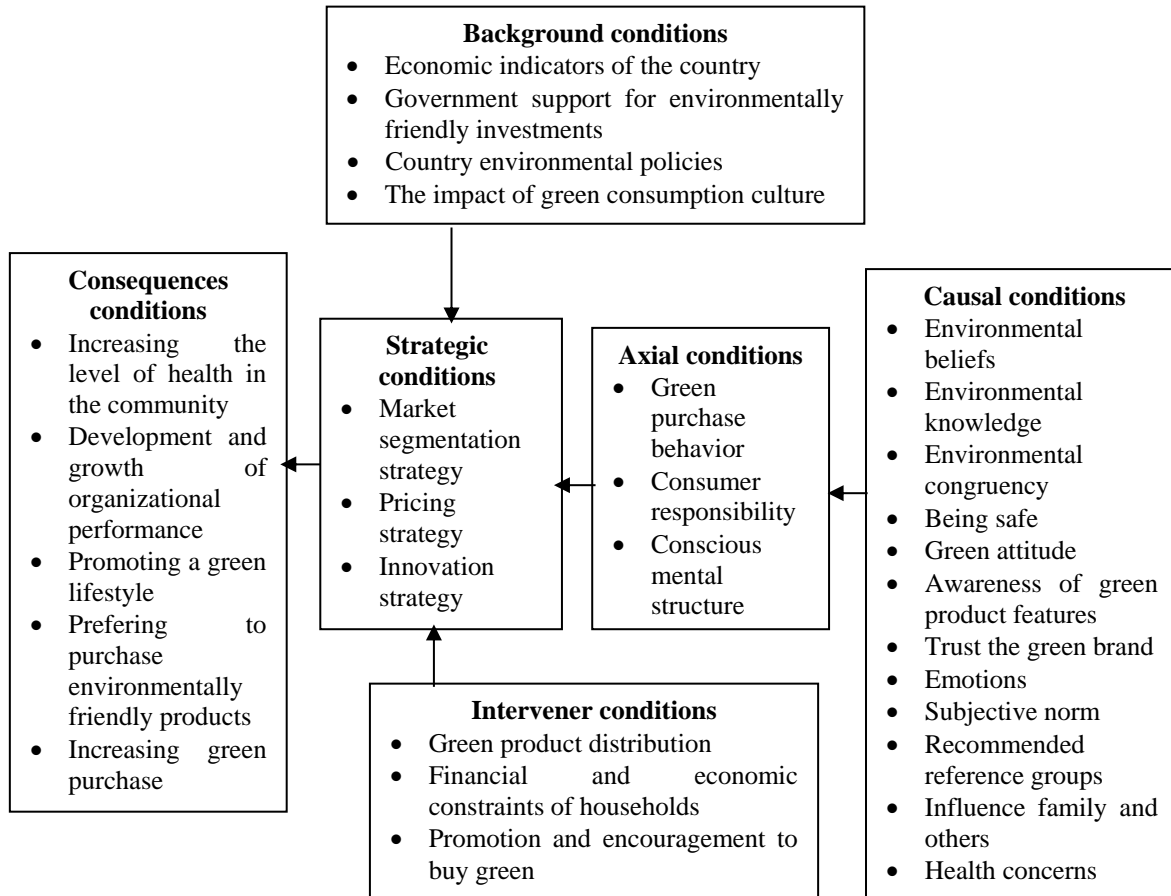 Background conditions
• Economic indicators of the country
• Government support for environmentally
friendly investments
• Country environmental policies
• The impact of green consumption culture
Consequences
conditions
• Increasing the
level of health in
the community
• Development and
growth of
organizational
performance
• Promoting a green
lifestyle
• Prefering to
purchase
environmentally
friendly products
• Increasing green
purchase
Strategic
conditions
• Market
segmentation
strategy
• Pricing
strategy
• Innovation
strategy
Axial conditions
• Green
purchase
behavior
• Consumer
responsibility
• Conscious
mental
structure
Causal conditions
• Environmental
beliefs
• Environmental
knowledge
• Environmental
congruency
• Being safe
• Green attitude
• Awareness of green
product features
• Trust the green brand
• Emotions
• Subjective norm
• Recommended
reference groups
• Influence family and
others
• Health concerns
Intervener conditions
• Green product distribution
• Financial and economic
constraints of households
• Promotion and encouragement to
buy green